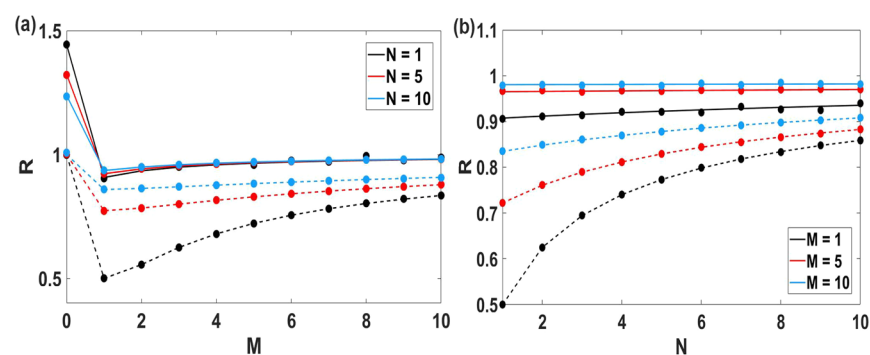 (a)
1.5
1
0.5
R
0 2 4 6 8 10
M
N = 1
N = 5
N = 10
(b)
1.1
1
0.9
0.8
0.7
0.6
0.5
R
2 4 6 8 10
N
M = 1
M = 5
M = 10